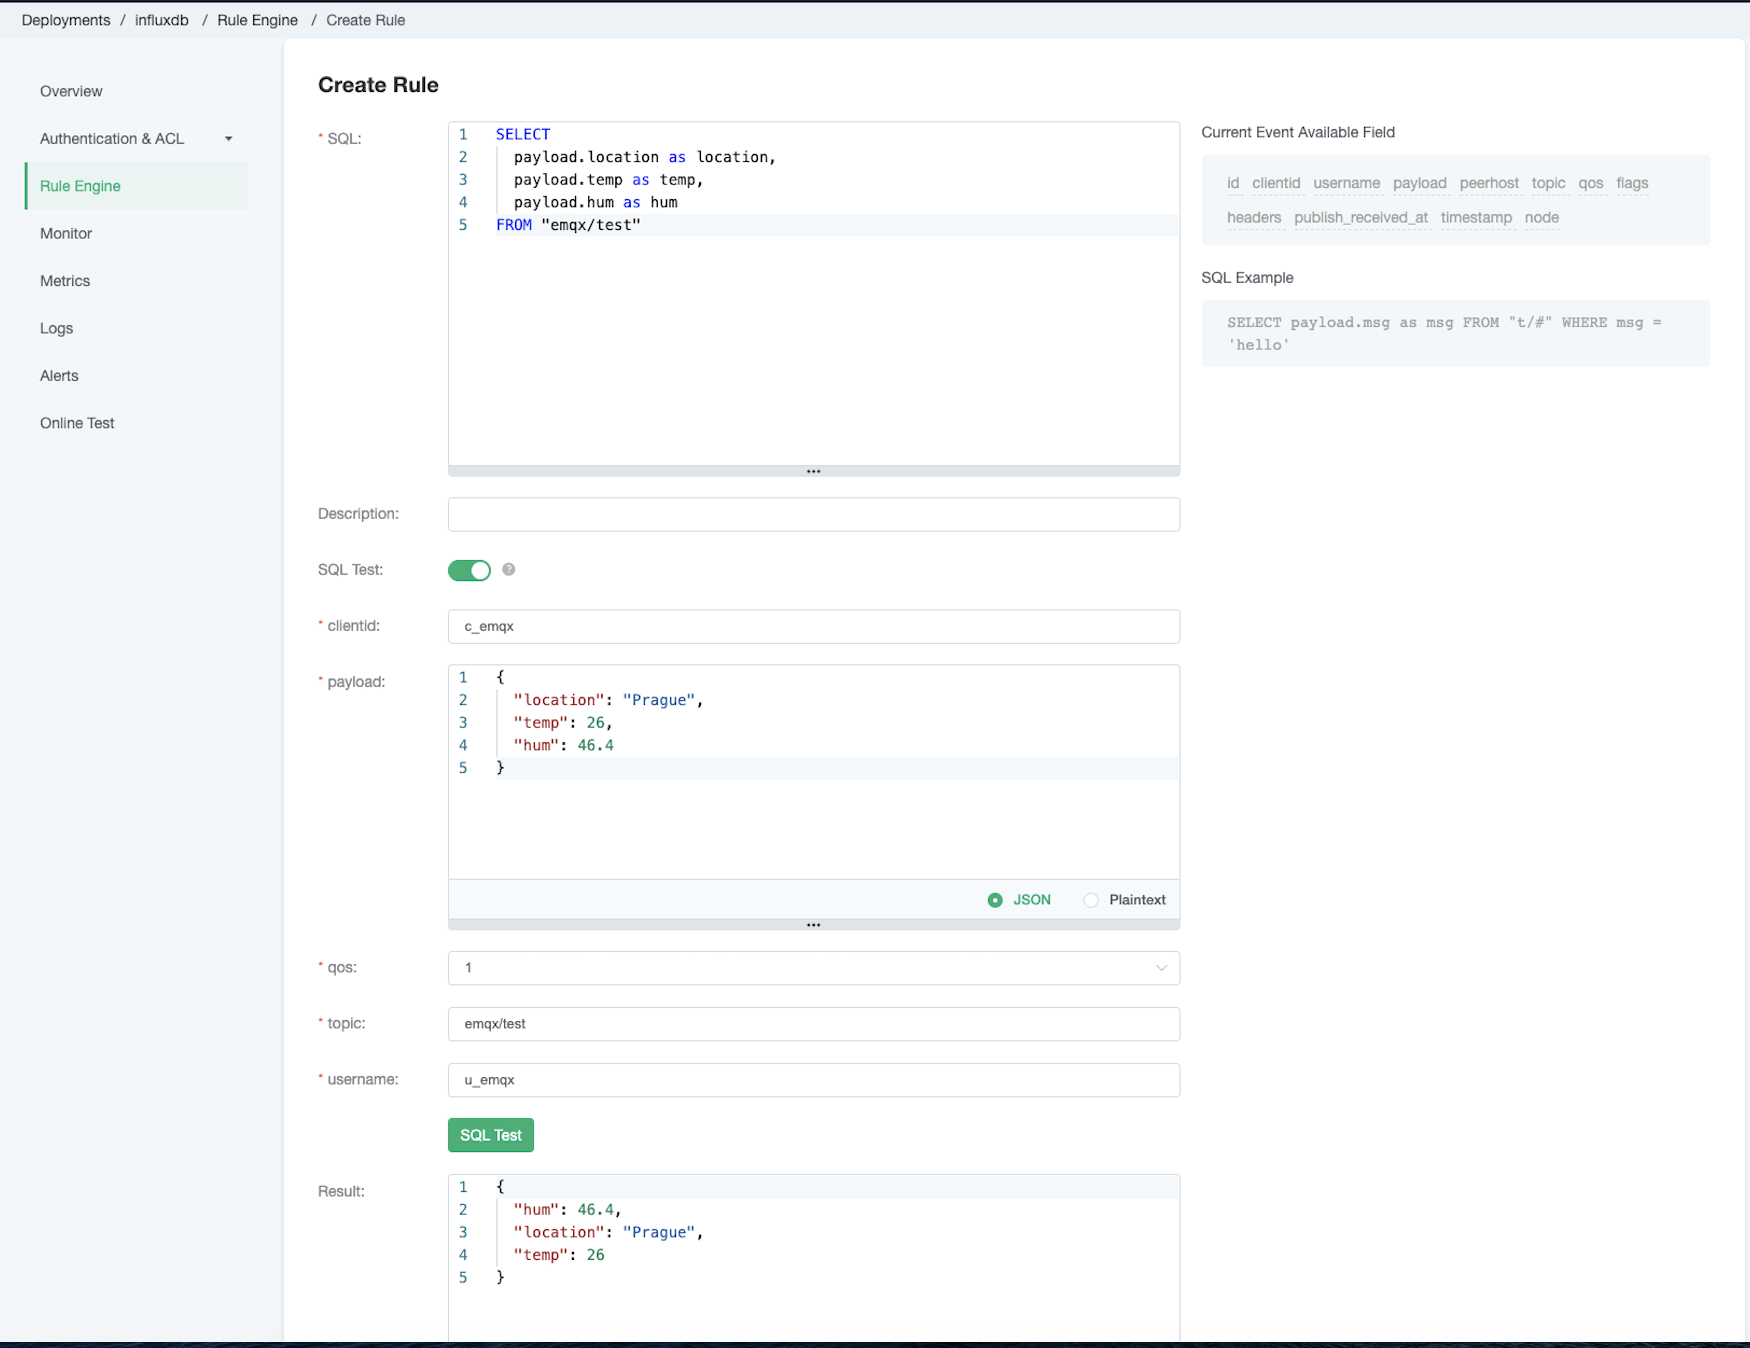 Deployments / influxdb / Rule Engine / Create Rule
Overview
Authentication & ACL
Rule Engine
Monitor
Metrics
Logs
Alerts
Online Test
Create Rule
* SQL:
1 SELECT
2 payload.location as location,
3 payload.temp as temp,
4 payload.hum as hum
5 FROM "emqx/test"
Current Event Available Field
id clientid username payload peerhost topic qos flags
headers publish_received_at timestamp node
SQL Example
SELECT payload.msg as msg FROM "t/#" WHERE msg =
'hello'
Description:
SQL Test:
* clientid:
c_emqx
* payload:
1 {
2 "location": "Prague",
3 "temp": 26,
4 "hum": 46.4
5 }
JSON Plaintext
* qos:
1
* topic:
emqx/test
* username:
u_emqx
SQL Test
Result:
1 {
2 "hum": 46.4,
3 "location": "Prague",
4 "temp": 26
5 }